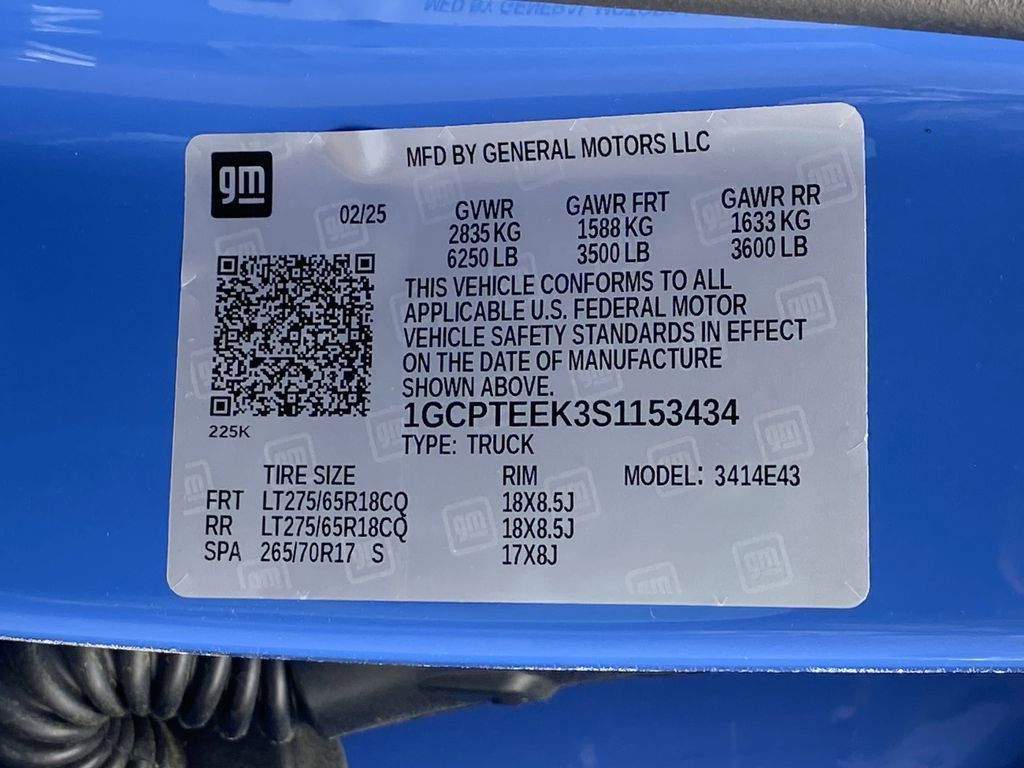 MFD BY GENERAL MOTORS LLC
gm
02/25
GVWR GAWR FRT GAWR RR
2835 KG 1588 KG 1633 KG
6250 LB 3500 LB 3600 LB
THIS VEHICLE CONFORMS TO ALL
APPLICABLE U.S. FEDERAL MOTOR
VEHICLE SAFETY STANDARDS IN EFFECT
ON THE DATE OF MANUFACTURE
SHOWN ABOVE.
225K
1GCPTEEK3S1153434
TYPE: TRUCK
TIRE SIZE RIM MODEL: 3414E43
FRT LT275/65R18CQ 18X8.5J
RR LT275/65R18CQ 18X8.5J
SPA 265/70R17 S 17X8J